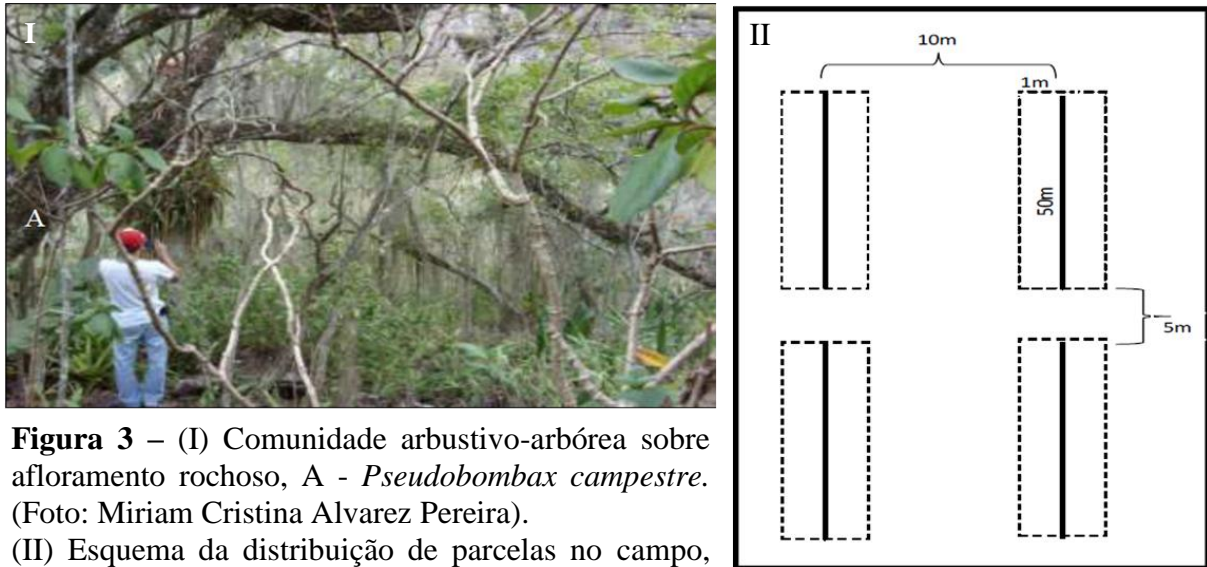 I
A
II
10m
1m
50m
5m
Figura 3 – (I) Comunidade arbustivo-arbórea sobre
afloramento rochoso, A - Pseudobombax campestre.
(Foto: Miriam Cristina Alvarez Pereira).
(II) Esquema da distribuição de parcelas no campo,